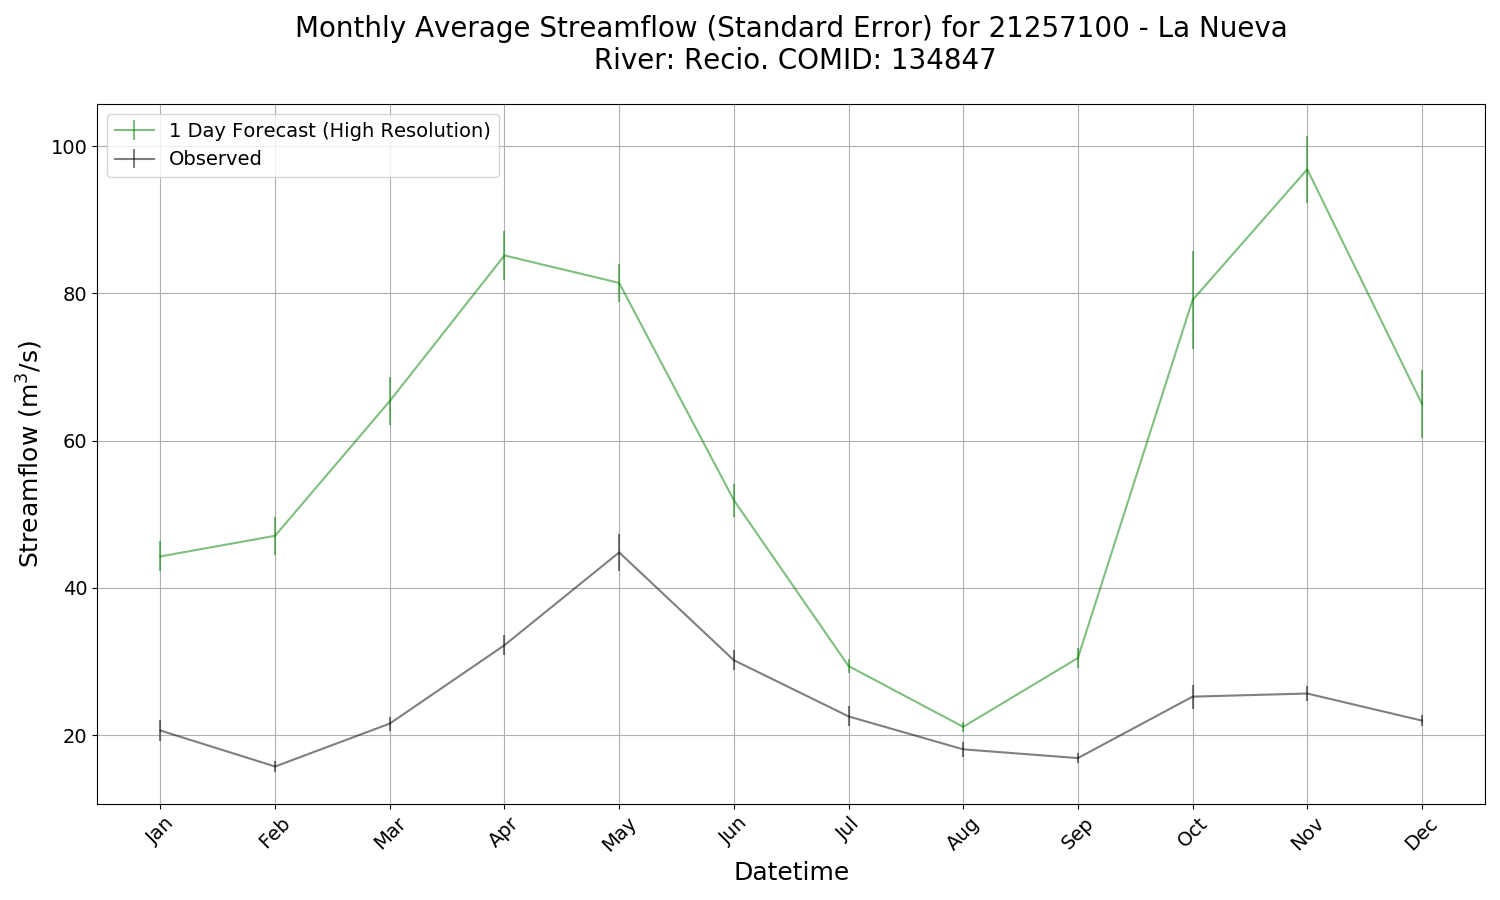 Monthly Average Streamflow (Standard Error) for 21257100 - La Nueva
River: Recio. COMID: 134847
1 Day Forecast (High Resolution)
Observed
Streamflow (m³/s)
100
80
60
40
20
Jan Feb Mar Apr May Jun Jul Aug Sep Oct Nov Dec
Datetime